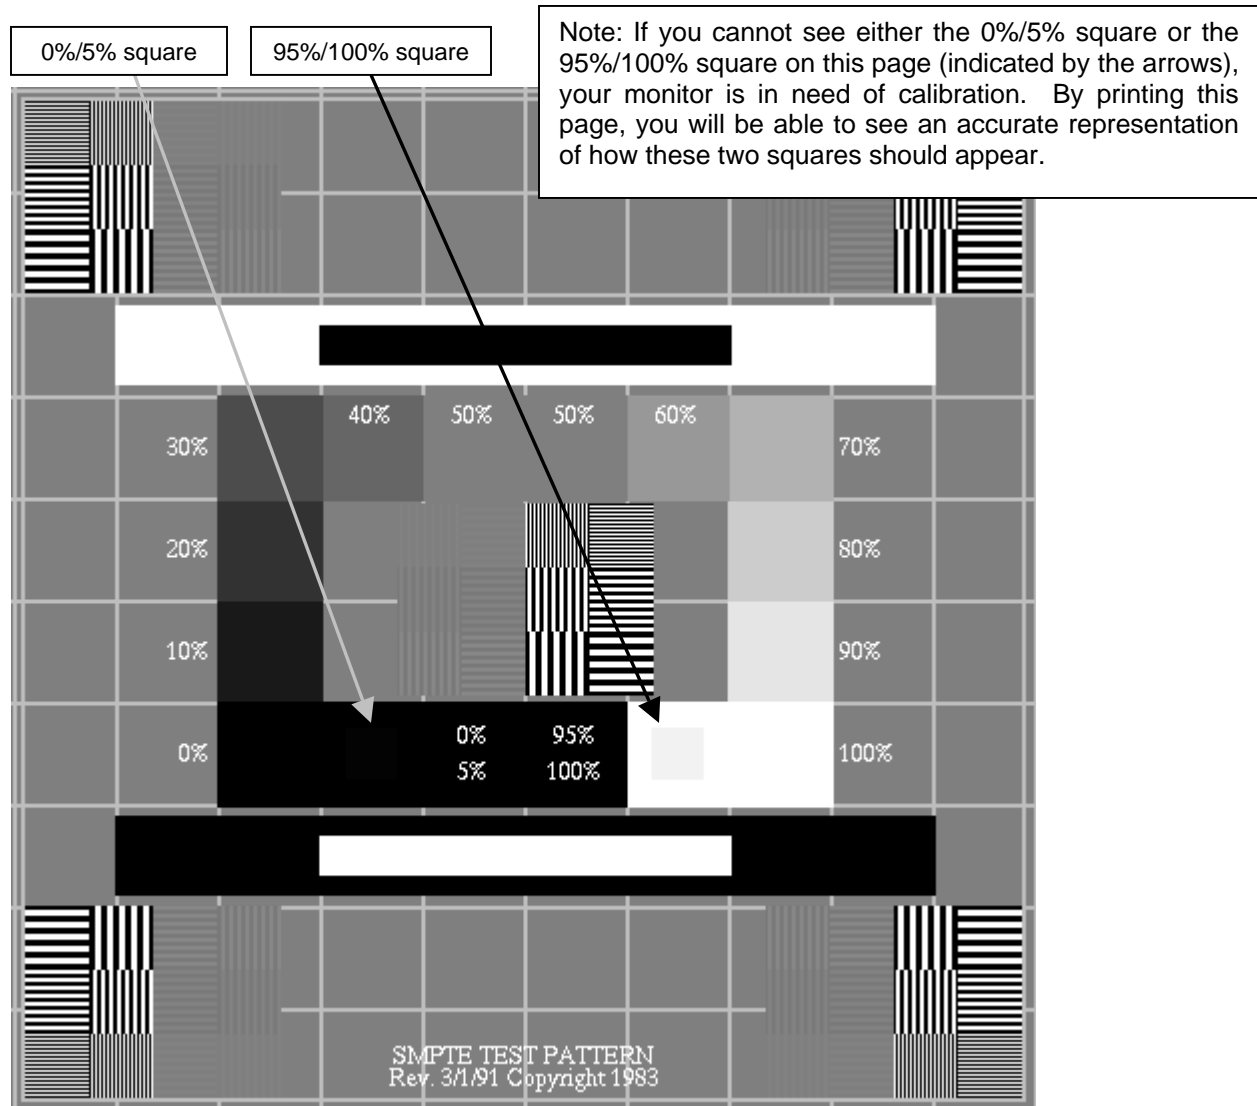 0%/5% square
95%/100% square
Note: If you cannot see either the 0%/5% square or the
95%/100% square on this page (indicated by the arrows),
your monitor is in need of calibration. By printing this
page, you will be able to see an accurate representation
of how these two squares should appear.
40% 50% 50% 60%
30% 70%
20% 80%
10% 90%
0% 0% 95% 100%
5% 100%
SMPTE TEST PATTERN
Rev. 3/1/91 Copyright 1983